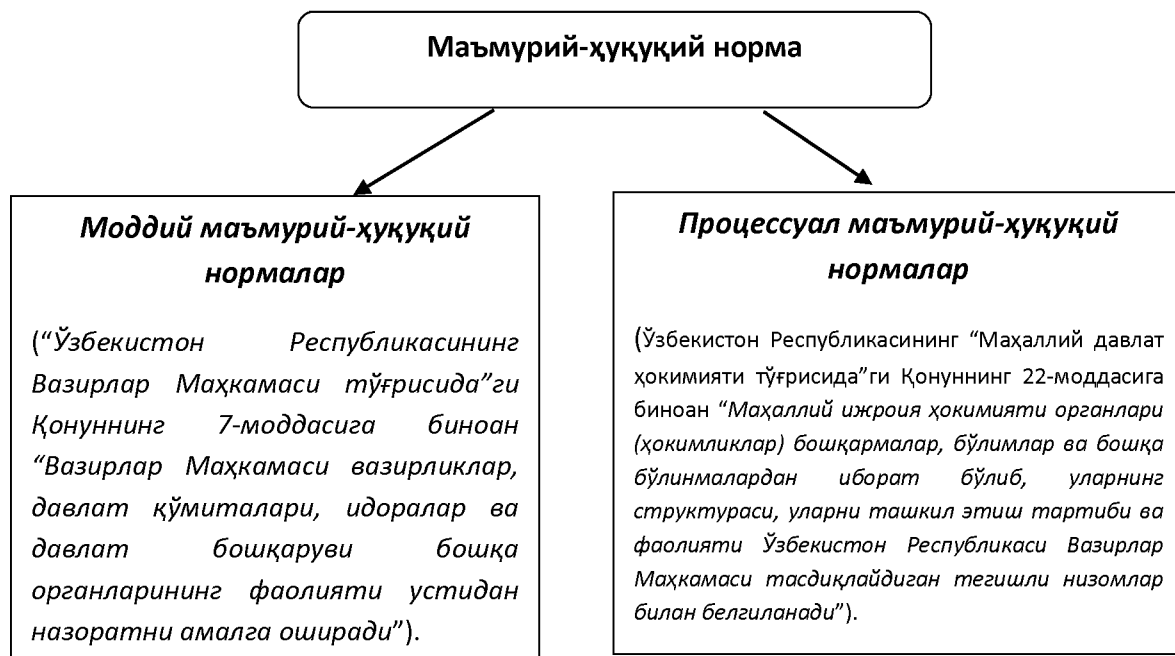 Маъмурий-ҳуқуқий норма
Моддий маъмурий-ҳуқуқий
нормалар
(“Ўзбекистон Республикасининг
Вазирлар Маҳкамаси тўғрисида”ги
Қонуннинг 7-моддасига биноан
“Вазирлар Маҳкамаси вазирликлар,
давлат қўмиталари, идоралар ва
давлат бошқаруви бошқа
органларининг фаолияти устидан
назоратни амалга оширади”).
Процессуал маъмурий-ҳуқуқий
нормалар
(Ўзбекистон Республикасининг “Маҳаллий давлат
ҳокимияти тўғрисида”ги Қонуннинг 22-моддасига
биноан “Маҳаллий ижроия ҳокимияти органлари
(ҳокимликлар) бошқармалар, бўлимлар ва бошқа
бўлинмалардан иборат бўлиб, уларнинг
структураси, уларни ташкил этиш тартиби ва
фаолияти Ўзбекистон Республикаси Вазирлар
Маҳкамаси тасдиқлайдиган тегишли низомлар
билан белгиланади”).